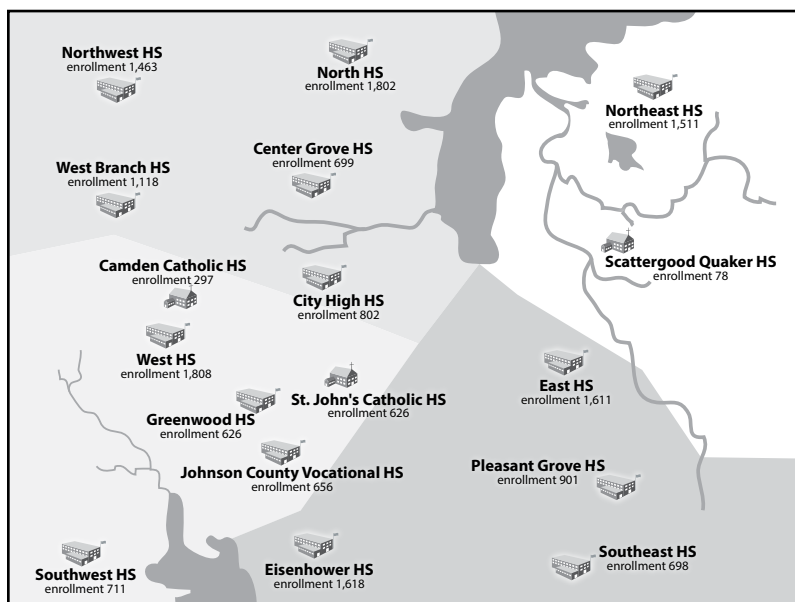 Northwest HS
enrollment 1,463
North HS
enrollment 1,802
Northeast HS
enrollment 1,511
Center Grove HS
enrollment 699
West Branch HS
enrollment 1,118
Scattergood Quaker HS
enrollment 78
Camden Catholic HS
enrollment 297
City High HS
enrollment 802
West HS
enrollment 1,808
East HS
enrollment 1,611
St. John's Catholic HS
enrollment 626
Greenwood HS
enrollment 626
Johnson County Vocational HS
enrollment 656
Pleasant Grove HS
enrollment 901
Southwest HS
enrollment 711
Eisenhower HS
enrollment 1,618
Southeast HS
enrollment 698